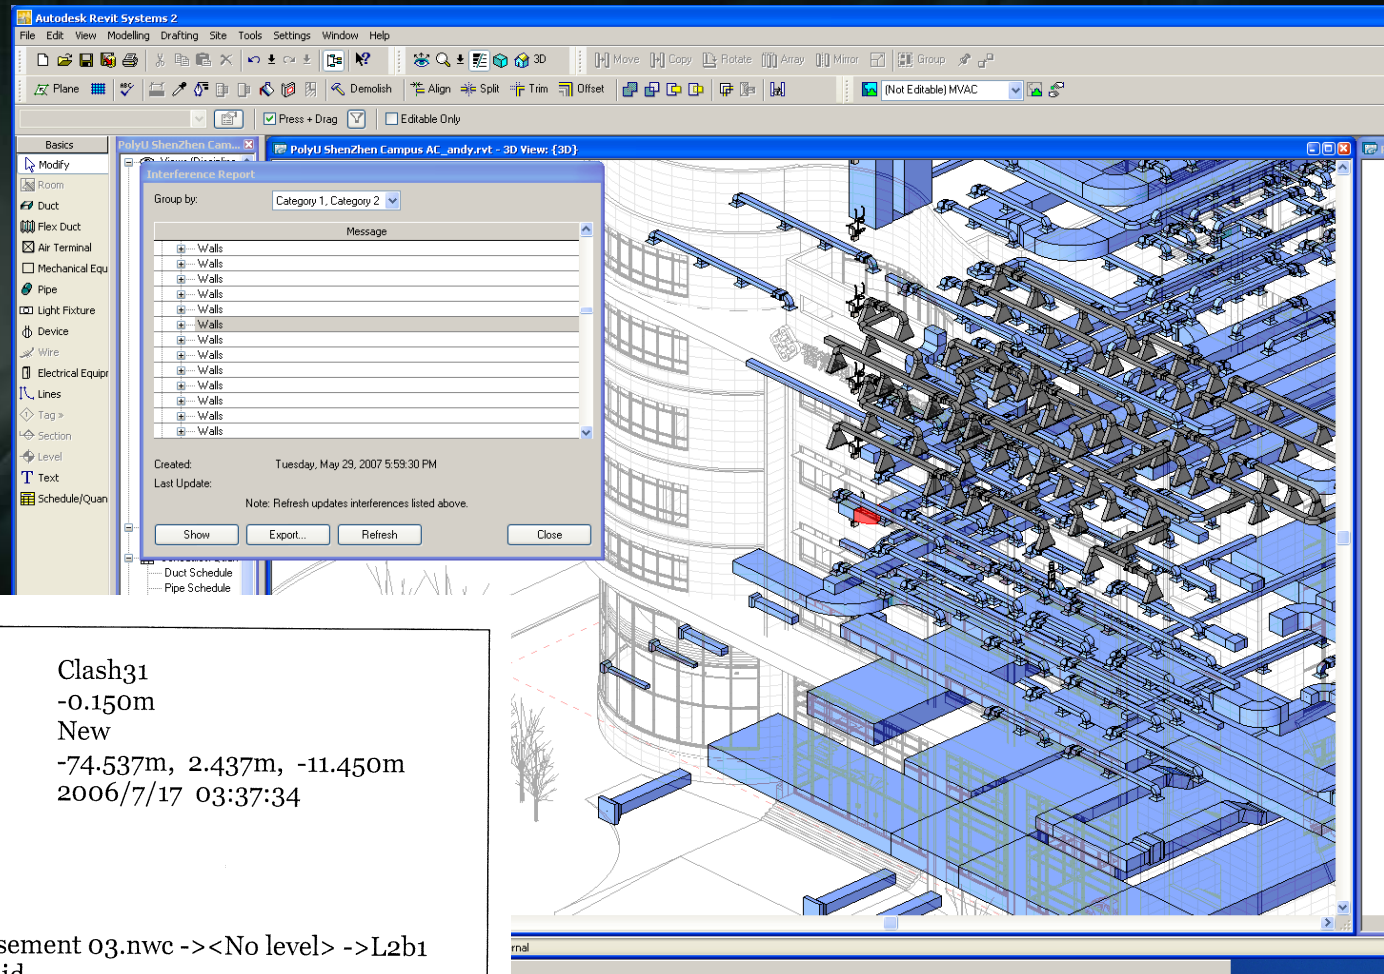 Autodesk Revit Systems 2
File Edit View Modelling Drafting Site Tools Settings Window Help
3D Move Copy Rotate Array Mirror Group
Plane Demolish Align Split Trim Offset (Not Editable) MVAC
Press + Drag Editable Only
Basics
Modify
Room
Duct
Flex Duct
Air Terminal
Mechanical Equ
Pipe
Light Fixture
Device
Wire
Electrical Equipr
Lines
Tag »
Section
Level
Text
Schedule/Quan
PolyU ShenZhen Cam...
PolyU ShenZhen Campus AC_andy.rvt - 3D View: {3D}
Interference Report
Group by: Category 1, Category 2
Message
Walls
Walls
Walls
Walls
Walls
Walls
Walls
Walls
Walls
Walls
Walls
Walls
Walls
Created: Tuesday, May 29, 2007 5:59:30 PM
Last Update:
Note: Refresh updates interferences listed above.
Show Export... Refresh Close
Duct Schedule
Pipe Schedule
Clash31
-0.150m
New
-74.537m, 2.437m, -11.450m
2006/7/17 03:37:34
sement 03.nwc -><No level> ->L2b1
id
rnal